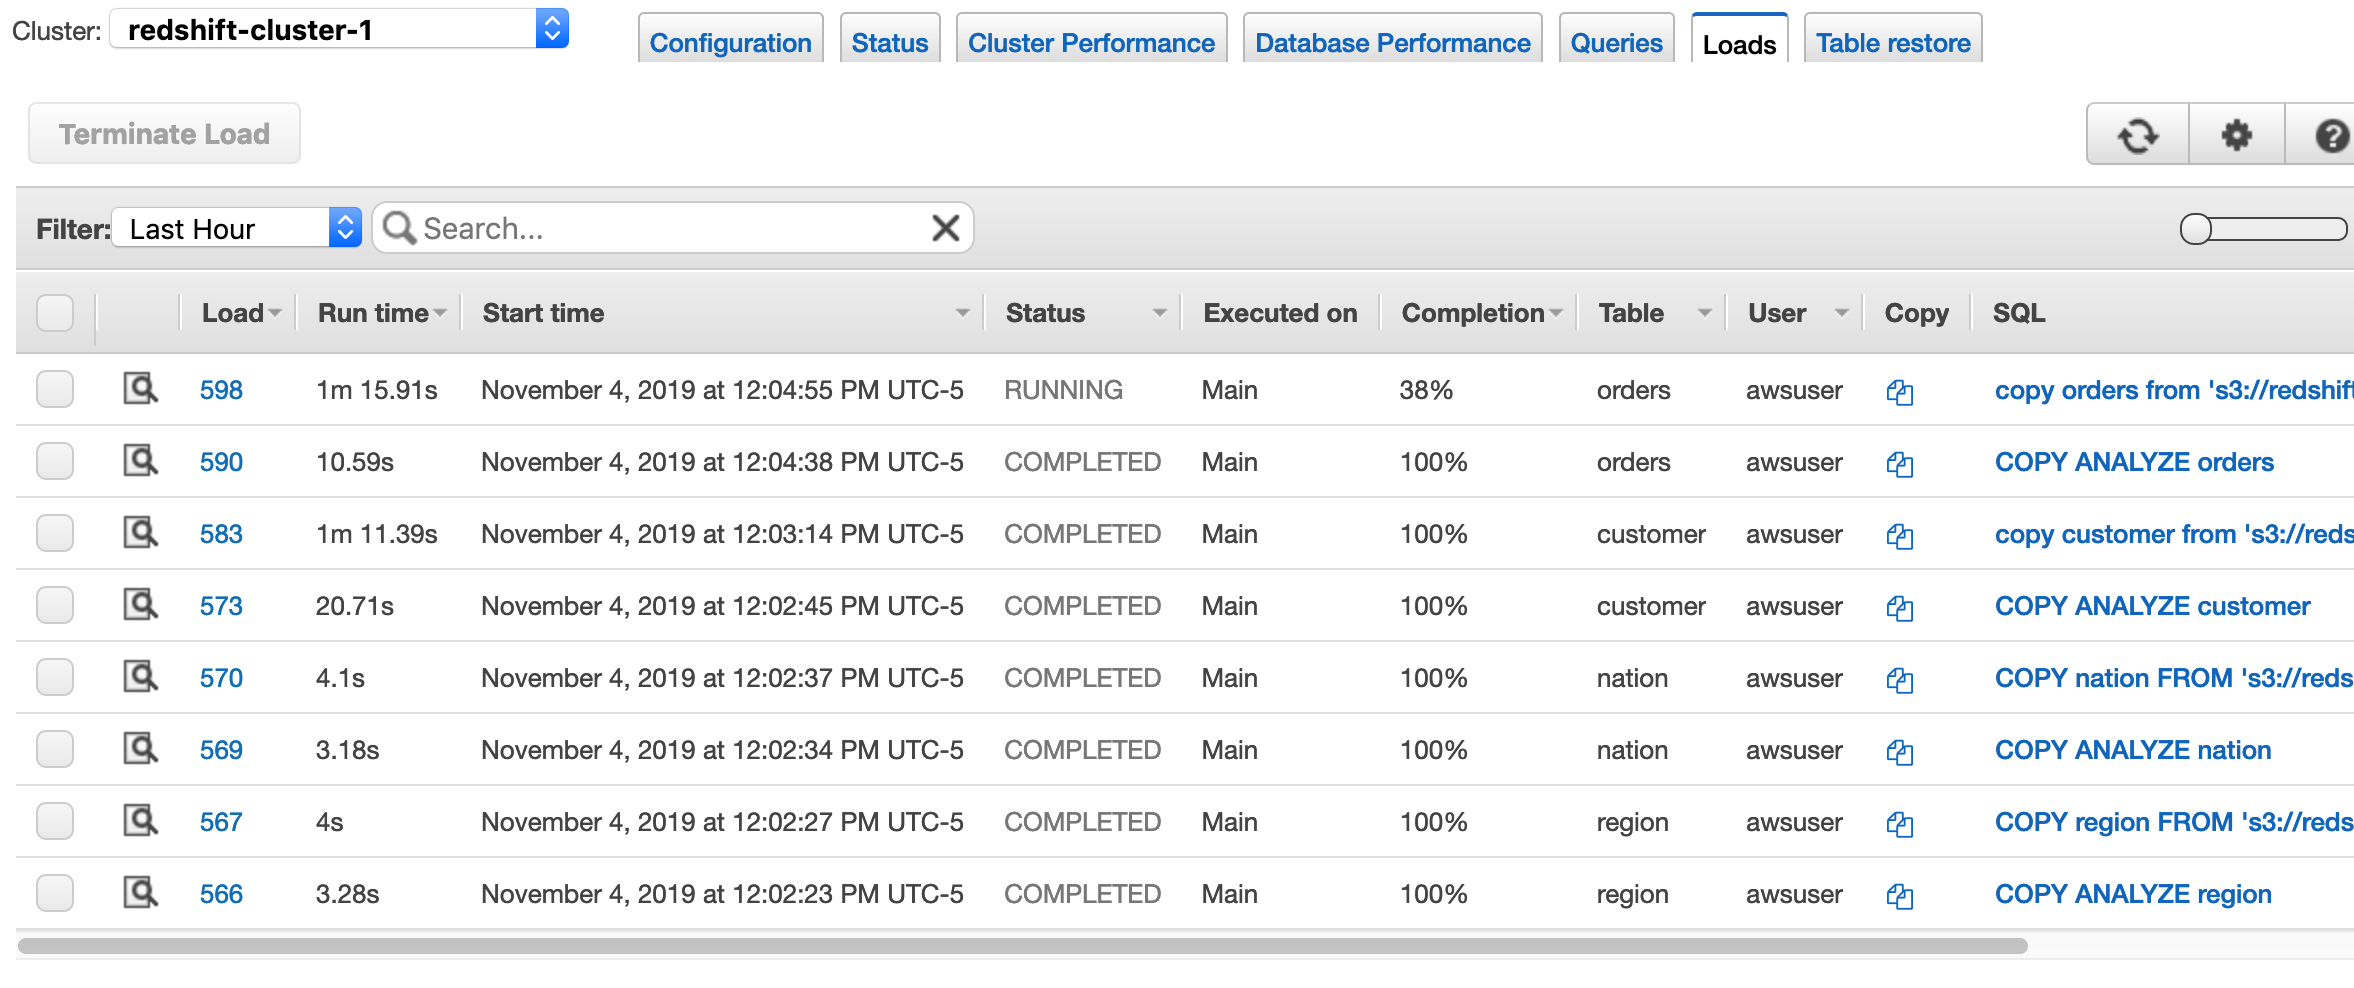 Cluster: redshift-cluster-1 Configuration Status Cluster Performance Database Performance Queries Loads Table restore
Terminate Load
Filter: Last Hour Search...
Load Run time Start time Status Executed on Completion Table User Copy SQL
598 1m 15.91s November 4, 2019 at 12:04:55 PM UTC-5 RUNNING Main 38% orders awsuser copy orders from 's3://redshift
590 10.59s November 4, 2019 at 12:04:38 PM UTC-5 COMPLETED Main 100% orders awsuser COPY ANALYZE orders
583 1m 11.39s November 4, 2019 at 12:03:14 PM UTC-5 COMPLETED Main 100% customer awsuser copy customer from 's3://reds
573 20.71s November 4, 2019 at 12:02:45 PM UTC-5 COMPLETED Main 100% customer awsuser COPY ANALYZE customer
570 4.1s November 4, 2019 at 12:02:37 PM UTC-5 COMPLETED Main 100% nation awsuser COPY nation FROM 's3://reds
569 3.18s November 4, 2019 at 12:02:34 PM UTC-5 COMPLETED Main 100% nation awsuser COPY ANALYZE nation
567 4s November 4, 2019 at 12:02:27 PM UTC-5 COMPLETED Main 100% region awsuser COPY region FROM 's3://reds
566 3.28s November 4, 2019 at 12:02:23 PM UTC-5 COMPLETED Main 100% region awsuser COPY ANALYZE region